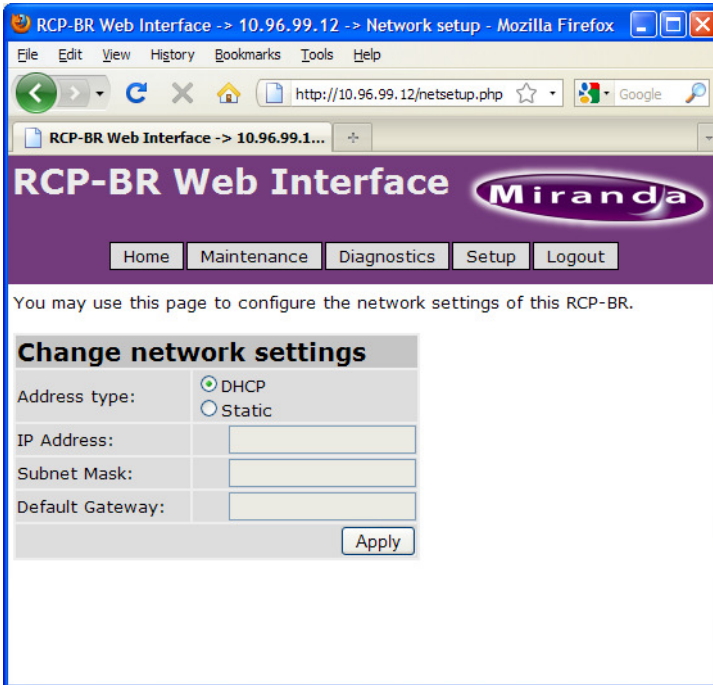 RCP-BR Web Interface -> 10.96.99.12 -> Network setup - Mozilla Firefox
File Edit View History Bookmarks Tools Help
http://10.96.99.12/netsetup.php Google
RCP-BR Web Interface -> 10.96.99.1...
RCP-BR Web Interface Miranda
Home Maintenance Diagnostics Setup Logout
You may use this page to configure the network settings of this RCP-BR.
Change network settings
Address type: DHCP
Static
IP Address:
Subnet Mask:
Default Gateway:
Apply